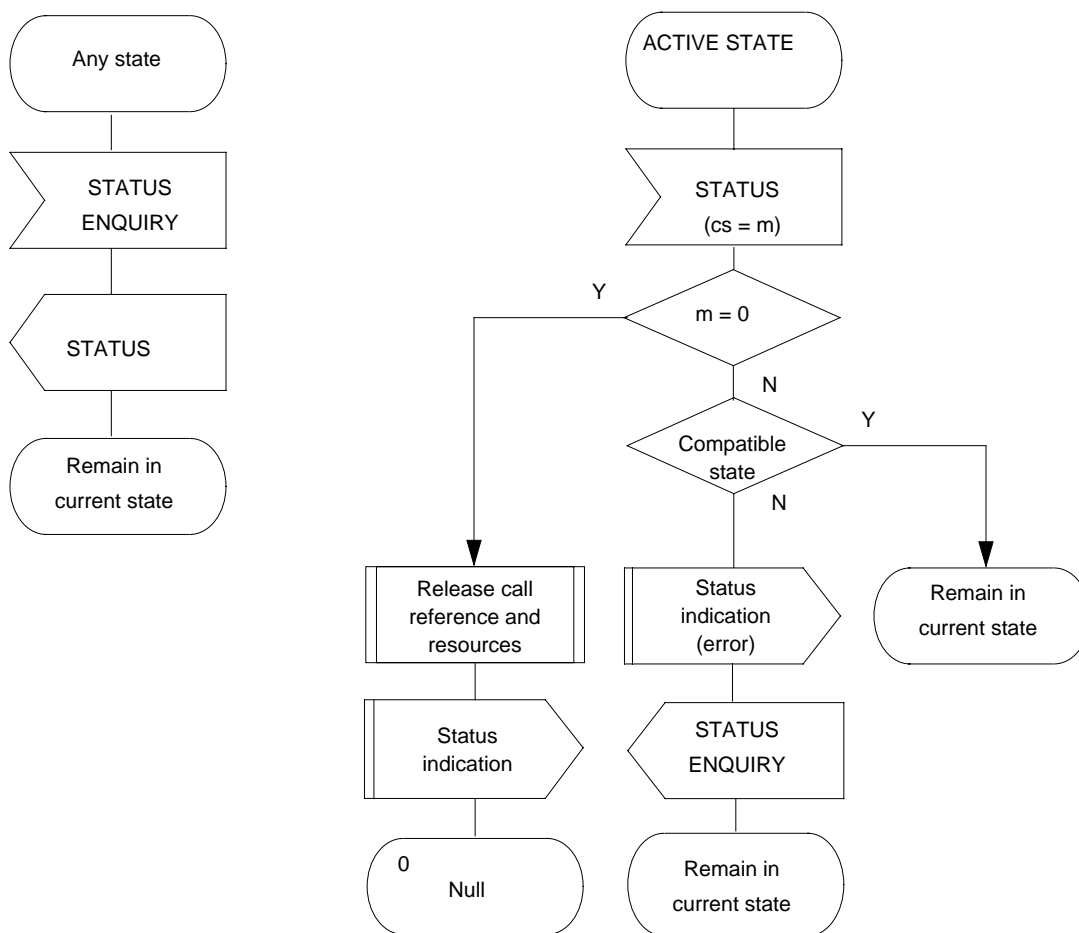 Any state
STATUS
ENQUIRY
STATUS
Remain in
current state
ACTIVE STATE
STATUS
(cs = m)
Y
m = 0
N
Y
Compatible
state
N
Release call
reference and
resources
Status
indication
(error)
Remain in
current state
Status
indication
STATUS
ENQUIRY
0
Null
Remain in
current state